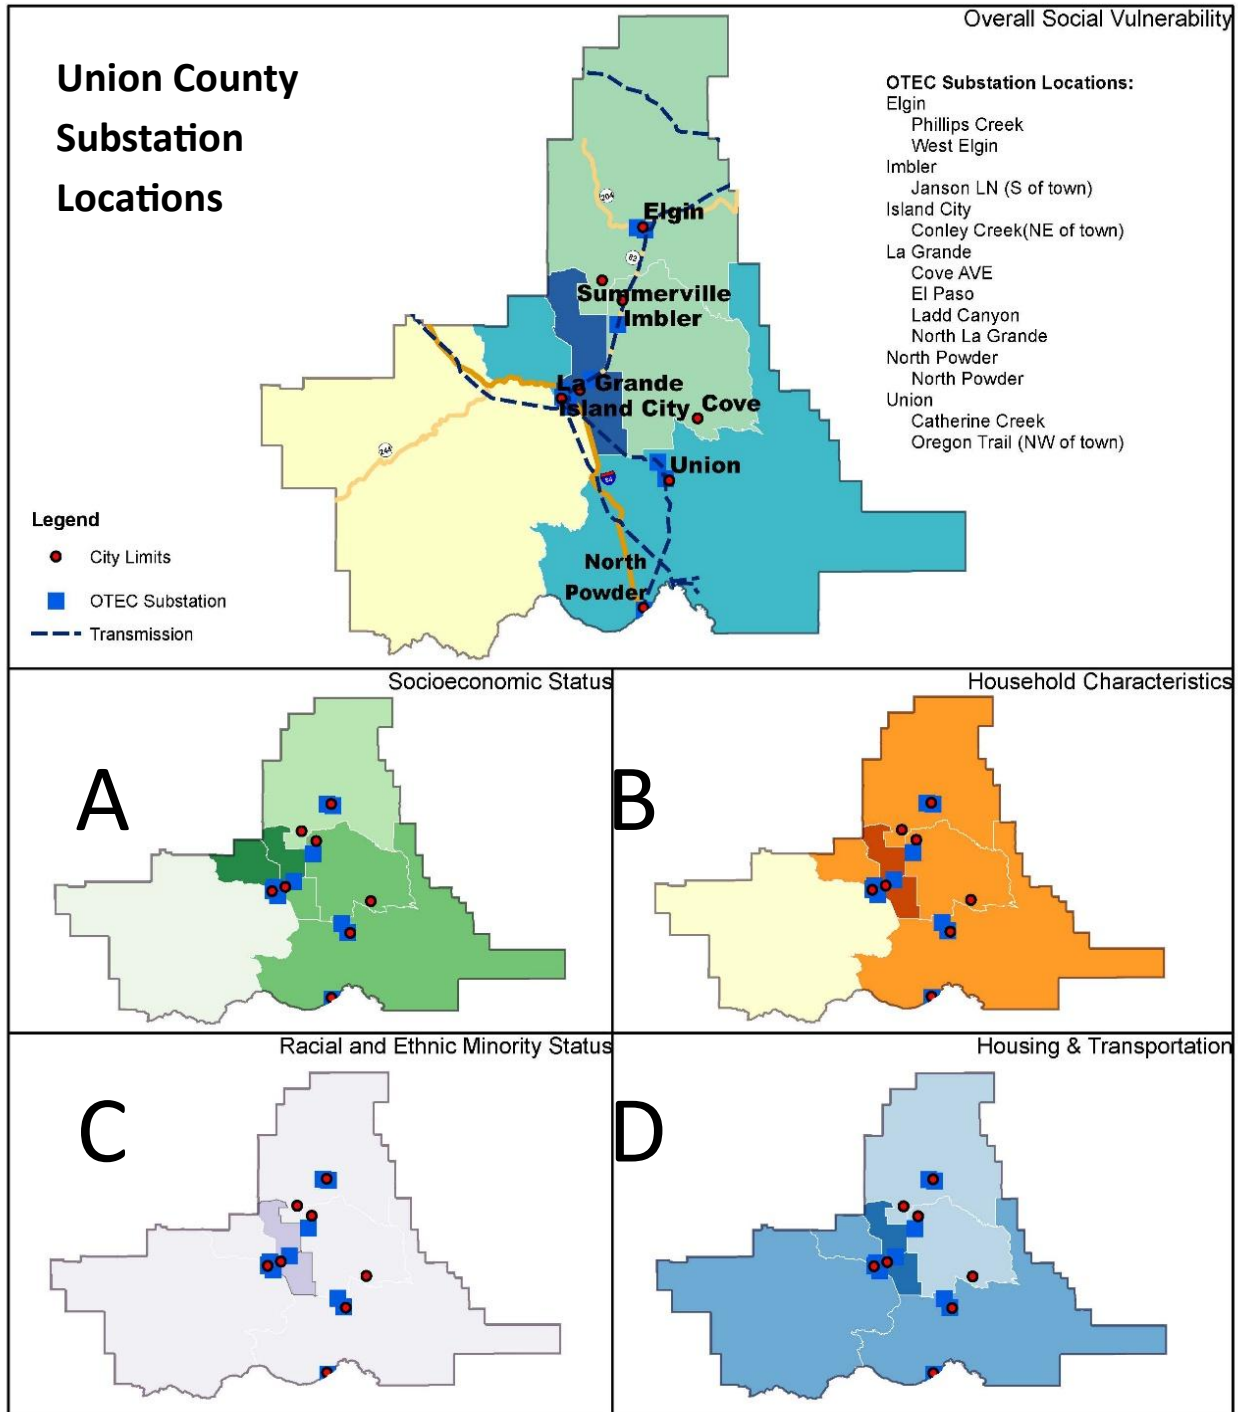 Overall Social Vulnerability
Union County
Substation
Locations
OTEC Substation Locations:
Elgin
Phillips Creek
West Elgin
Imbler
Janson LN (S of town)
Island City
Conley Creek(NE of town)
La Grande
Cove AVE
El Paso
Ladd Canyon
North La Grande
North Powder
North Powder
Union
Catherine Creek
Oregon Trail (NW of town)
204
Elgin
82
Summerville
Imbler
La Grande
Island City
Cove
244
Union
84
North
Powder
Legend
City Limits
OTEC Substation
Transmission
Socioeconomic Status
A
Household Characteristics
B
Racial and Ethnic Minority Status
C
Housing & Transportation
D